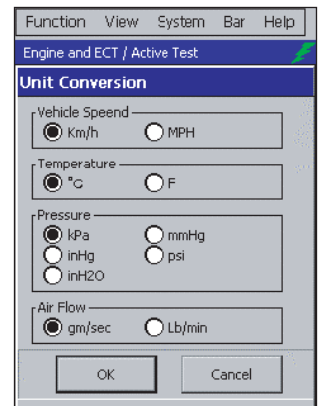 Function View System Bar Help
Engine and ECT / Active Test
Unit Conversion
Vehicle Speend
Km/h MPH
Temperature
°G F
Pressure
kPa mmHg
inHg psi
inH2O
Air Flow
gm/sec Lb/min
OK Cancel